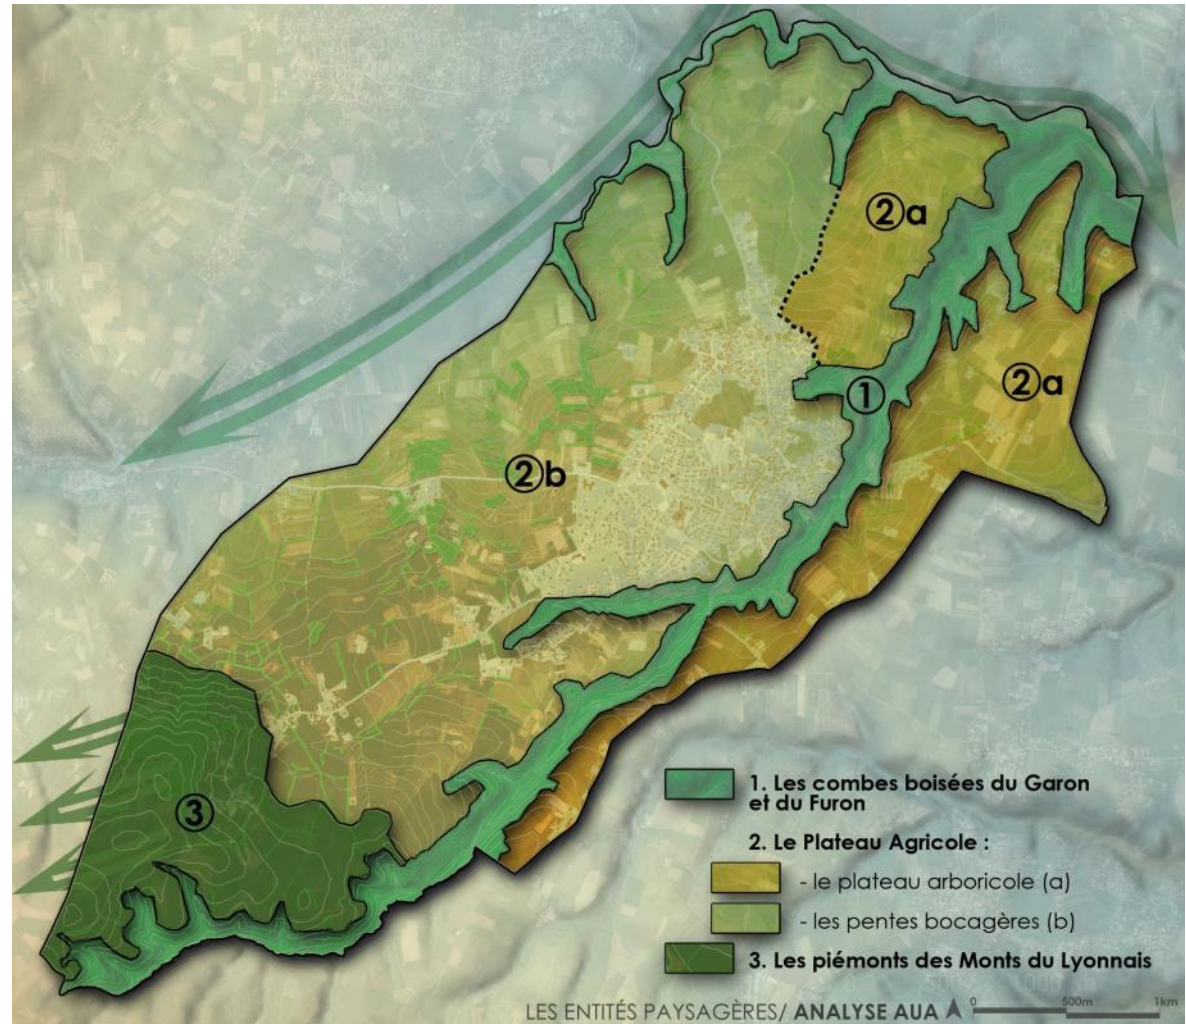 ②a
②a
①
②b
③
1. Les combes boisées du Garon
et du Furon
2. Le Plateau Agricole :
- le plateau arboricole (a)
- les pentes bocagères (b)
3. Les piémonts des Monts du Lyonnais
LES ENTITÉS PAYSAGÈRES/ ANALYSE AUA
0 500m 1km